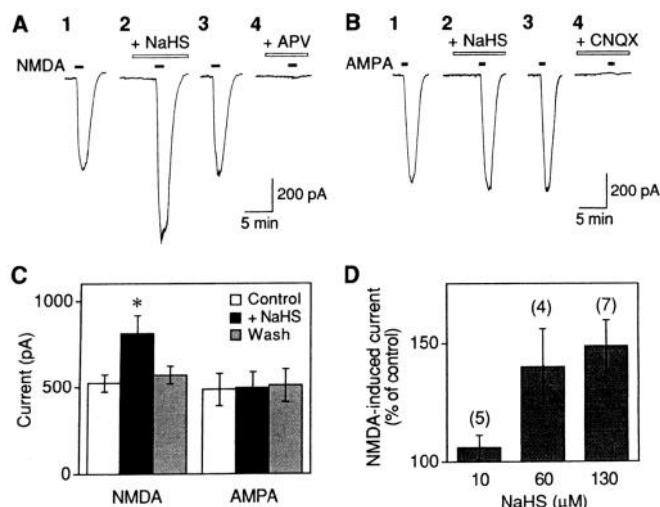 A 1 2 3 4
+ NaHS + APV
NMDA
200 pA
5 min
B 1 2 3 4
+ NaHS + CNQX
AMPA
200 pA
5 min
C
Current (pA)
1000
500
0
Control
+ NaHS
Wash
*
NMDA AMPA
D
NMDA-induced current
(% of control)
150
100
(5) (4) (7)
10 60 130
NaHS (µM)